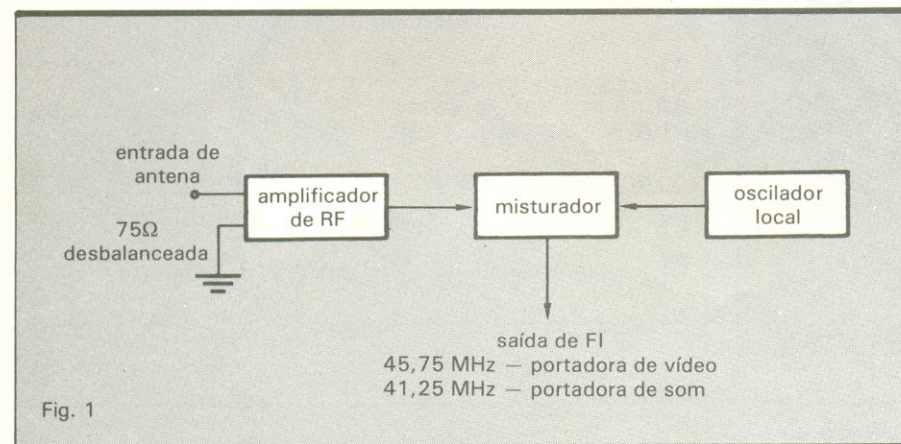 entrada de
antena
75Ω
desbalanceada
amplificador
de RF
misturador
oscilador
local
saída de FI
45,75 MHz — portadora de vídeo
41,25 MHz — portadora de som
Fig. 1